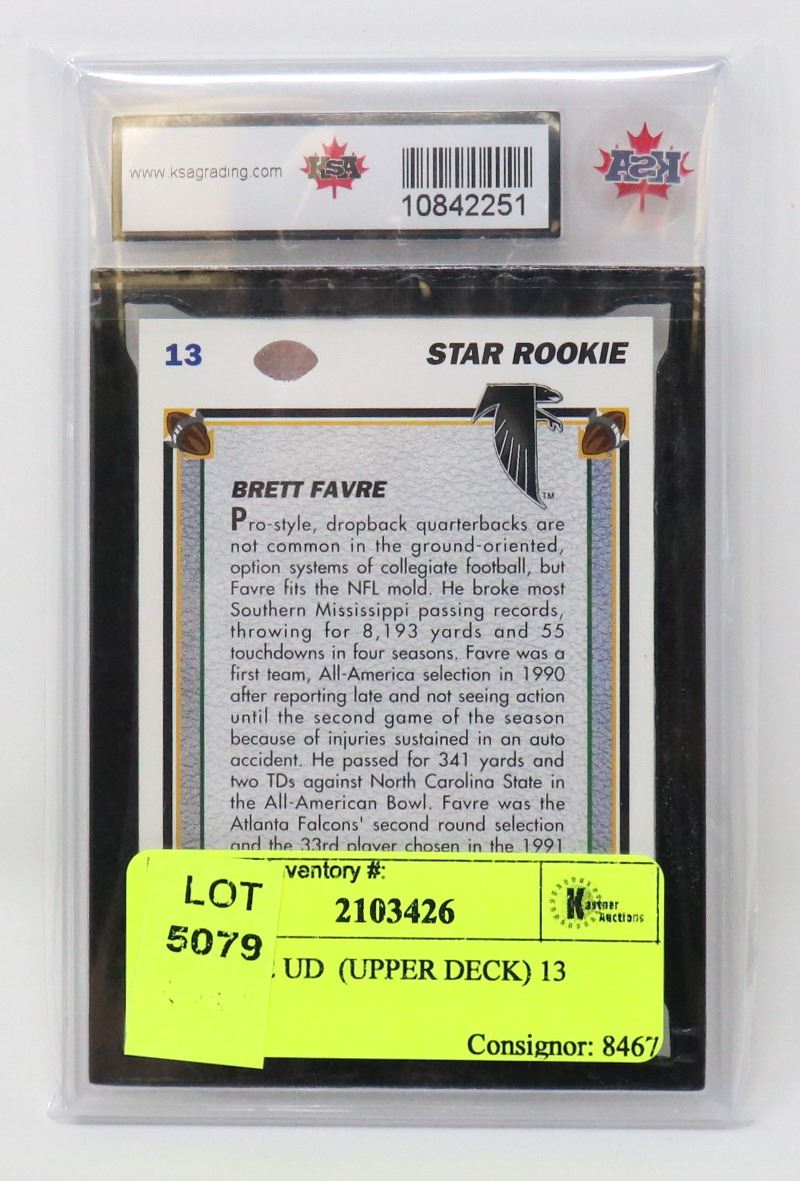 www.ksagrading.com KSA
10842251
KSA
13 STAR ROOKIE
TM
BRETT FAVRE
Pro-style, dropback quarterbacks are
not common in the ground-oriented,
option systems of collegiate football, but
Favre fits the NFL mold. He broke most
Southern Mississippi passing records,
throwing for 8,193 yards and 55
touchdowns in four seasons. Favre was a
first team, All-America selection in 1990
after reporting late and not seeing action
until the second game of the season
because of injuries sustained in an auto
accident. He passed for 341 yards and
two TDs against North Carolina State in
the All-American Bowl. Favre was the
Atlanta Falcons' second round selection
and the 33rd player chosen in the 1991
ventory #:
LOT
5079
2103426
Kastner
Auctions
. UD (UPPER DECK) 13
Consignor: 8467